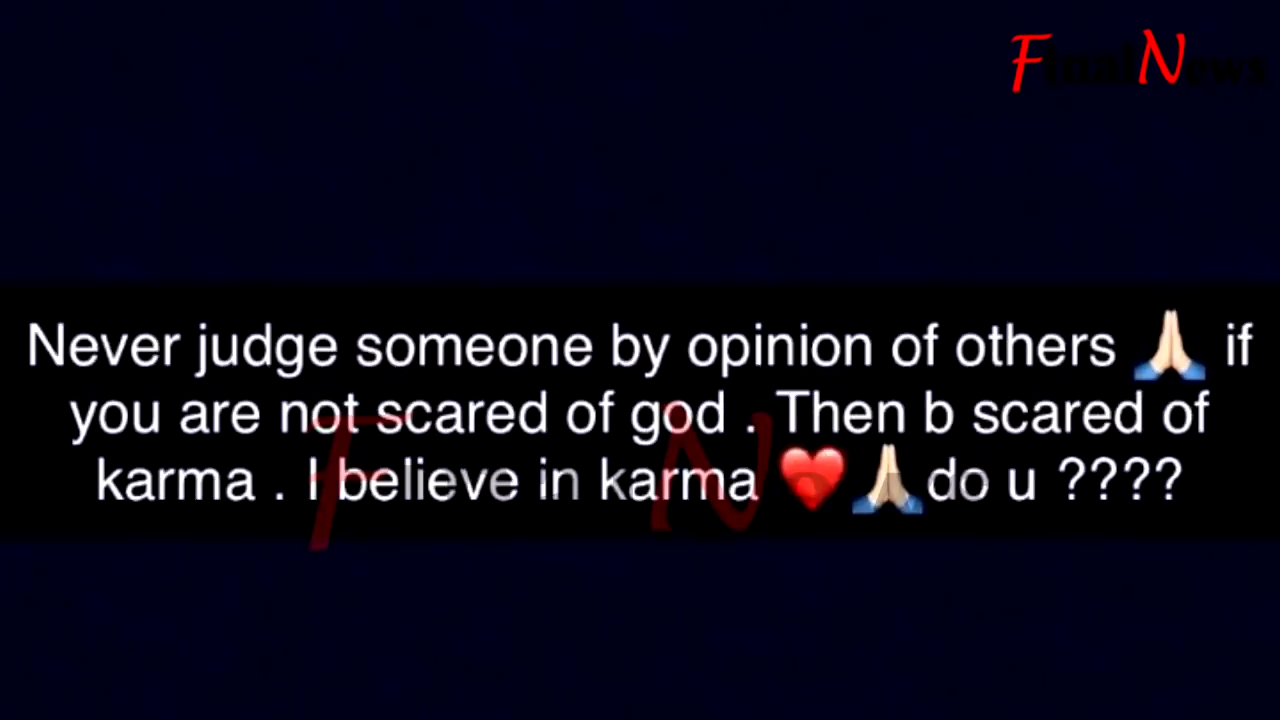 FinalNews
Never judge someone by opinion of others 🙏🏻 if
you are not scared of god . Then b scared of
karma . I believe in karma ❤️🙏🏻do u ????
F N